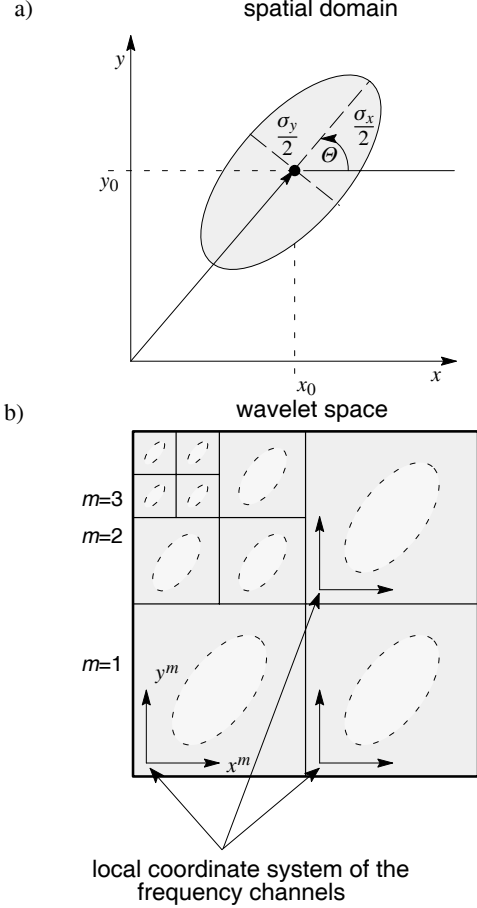 a)
spatial domain
y
σy/2
σx/2
Θ
y0
x0
x
b)
wavelet space
m=3
m=2
m=1
y^m
x^m
local coordinate system of the
frequency channels